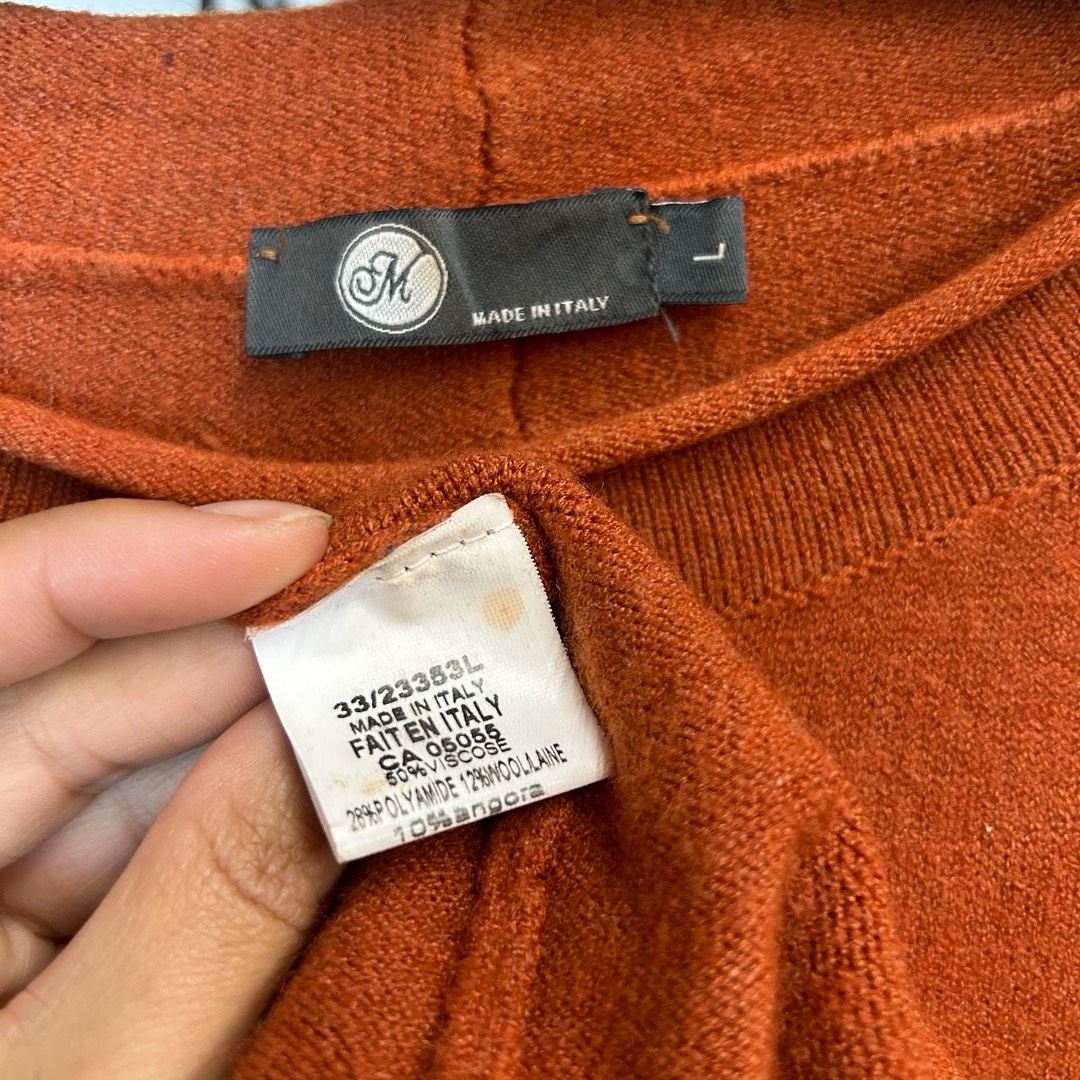 M
MADE IN ITALY
L
33/23353L
MADE IN ITALY
FAIT EN ITALY
CA 05055
50%VISCOSE
28%POLYAMIDE 12%WOOL/LAINE
10%angora